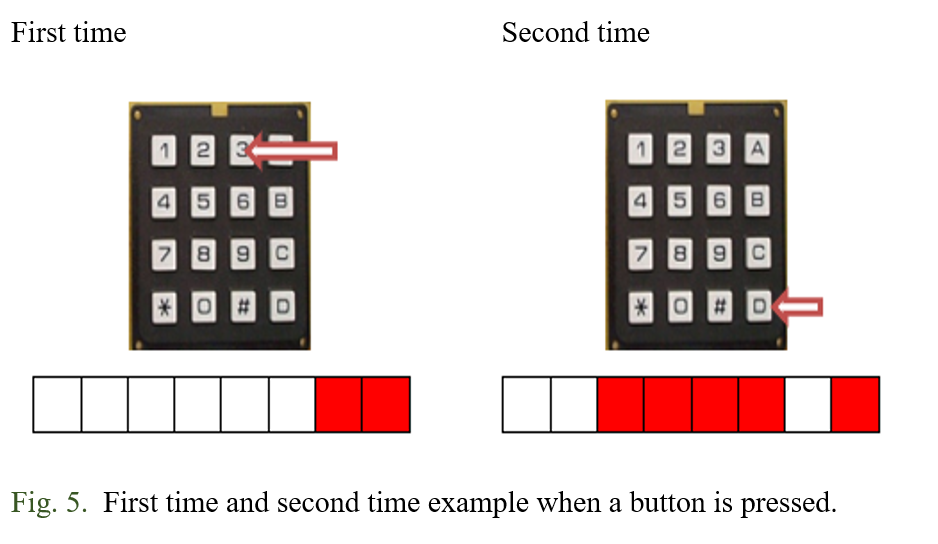 First time
Second time
1 2 3
4 5 6 B
7 8 9 C
* 0 # D
1 2 3 A
4 5 6 B
7 8 9 C
* 0 # D
Fig. 5. First time and second time example when a button is pressed.